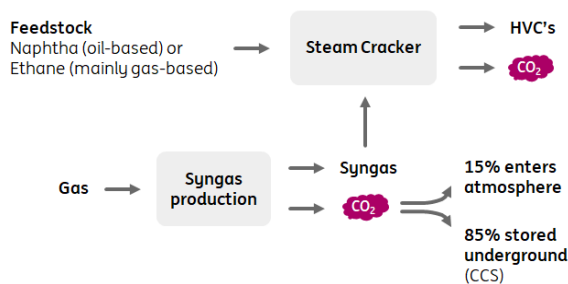 Feedstock
Naphtha (oil-based) or
Ethane (mainly gas-based)
Steam Cracker
HVC's
CO₂
Gas
Syngas
production
Syngas
CO₂
15% enters
atmosphere
85% stored
underground
(CCS)